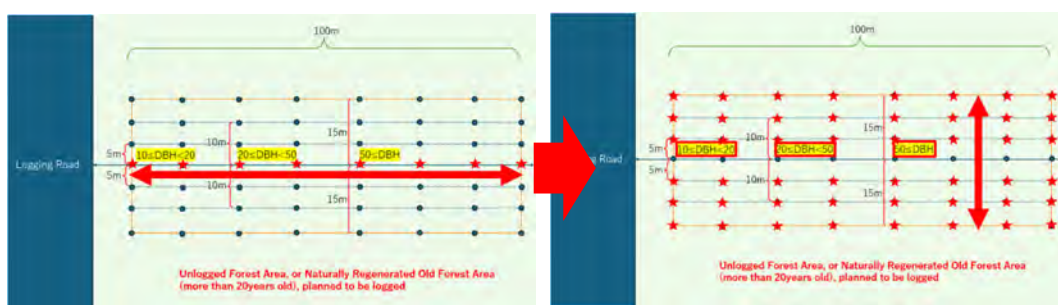 100m
15m
10m
5m
10≤DBH<20
20≤DBH<50
50≤DBH
Logging Road
5m
10m
15m
Unlogged Forest Area, or Naturally Regenerated Old Forest Area
(more than 20years old), planned to be logged
100m
15m
10m
5m
10≤DBH<20
20≤DBH<50
50≤DBH
ng Road
5m
10m
15m
Unlogged Forest Area, or Naturally Regenerated Old Forest Area
(more than 20years old), planned to be logged